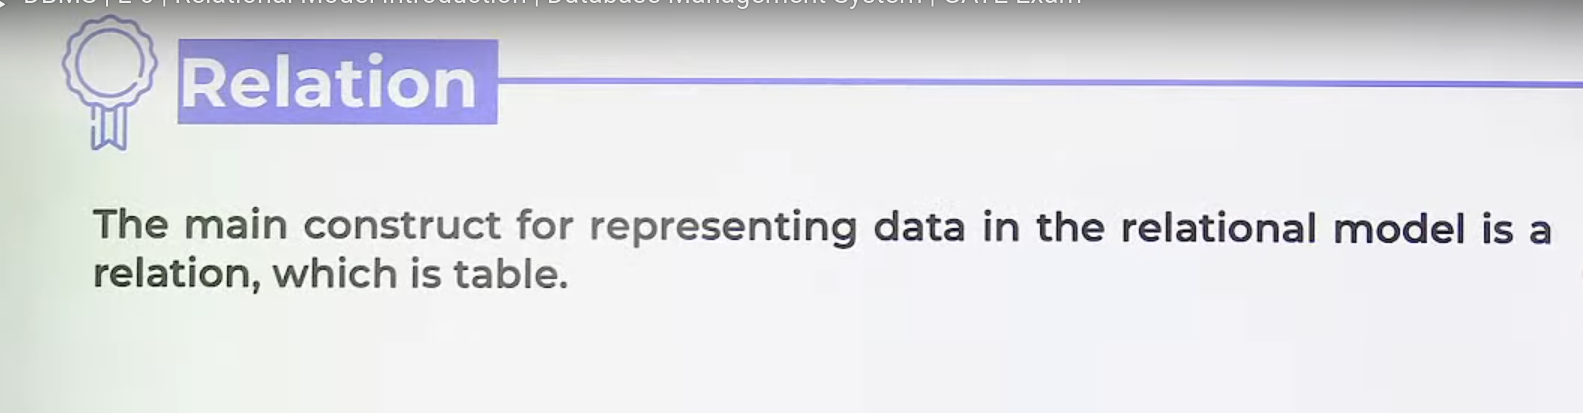 DBMS | L 6 | Relational Model Introduction | Database Management System | GATE Exam
Relation
The main construct for representing data in the relational model is a
relation, which is table.